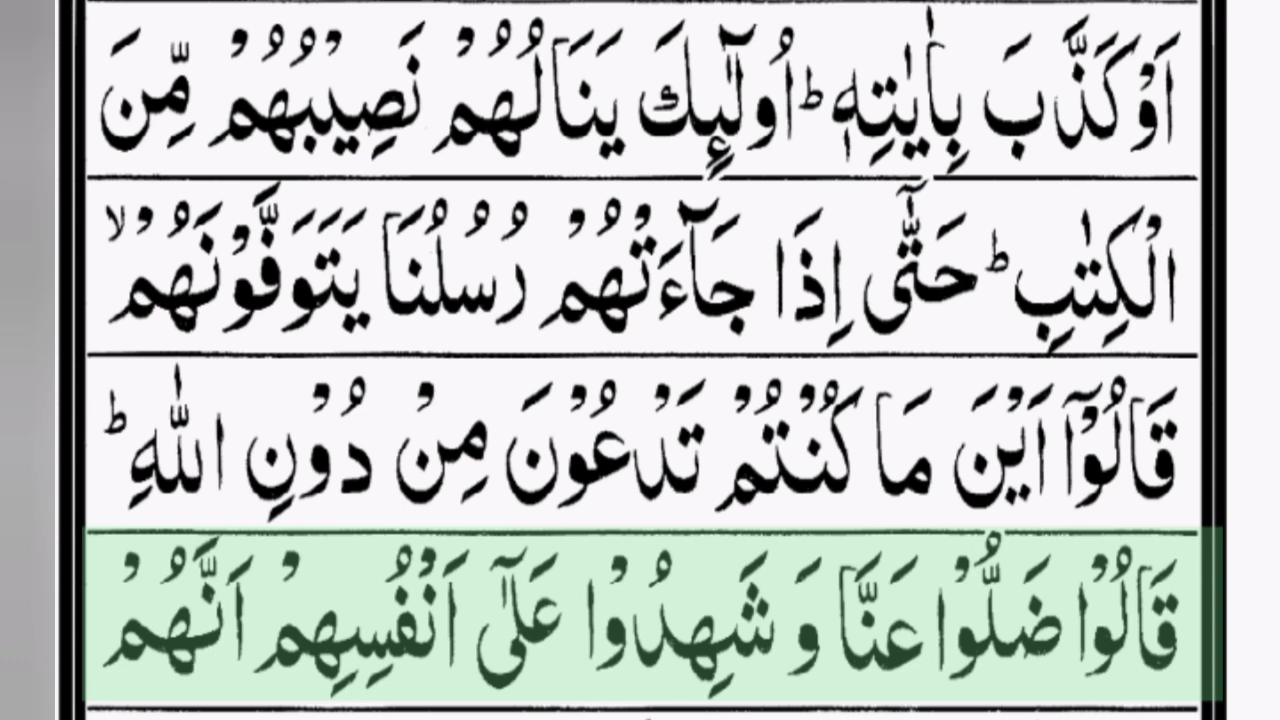 اَوۡ كَذَّبَ بِاٰيٰتِهٖ ؕ اُولٰٓئِكَ يَنَالُهُمۡ نَصِيۡبُهُمۡ مِّنَ
الۡكِتٰبِ ؕ حَتّٰٓى اِذَا جَآءَتۡهُمۡ رُسُلُنَا يَتَوَفَّوۡنَهُمۡ ۙ
قَالُوۡۤا اَيۡنَ مَا كُنۡتُمۡ تَدۡعُوۡنَ مِنۡ دُوۡنِ اللّٰهِ ؕ
قَالُوۡا ضَلُّوۡا عَنَّا وَ شَهِدُوۡا عَلٰٓى اَنۡفُسِهِمۡ اَنَّهُمۡ